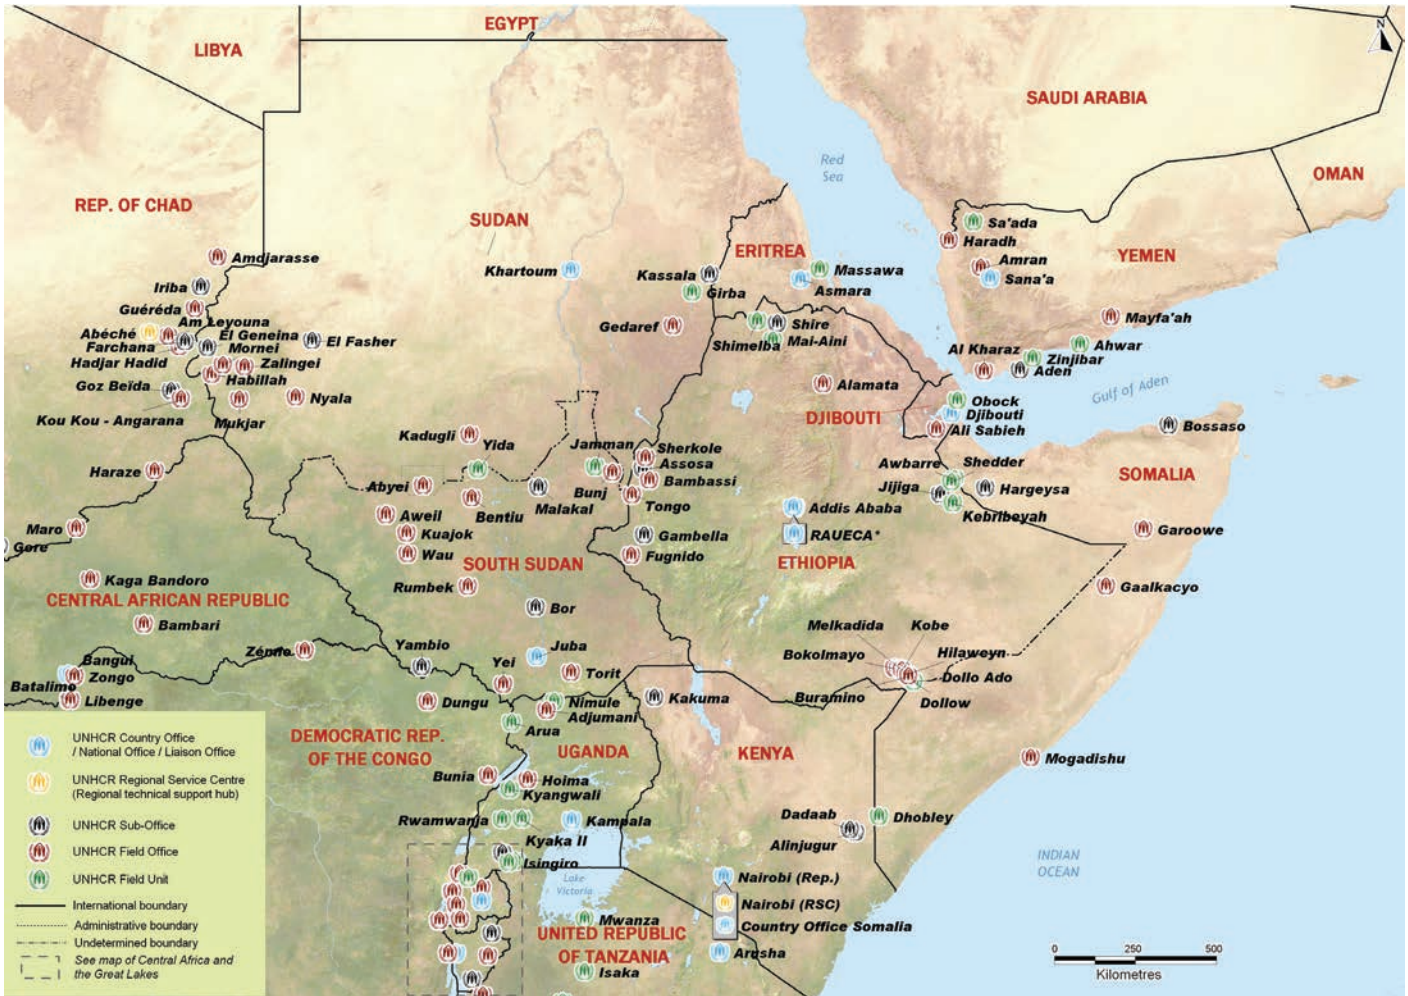 EGYPT
LIBYA
N
SAUDI ARABIA
Red
Sea
OMAN
REP. OF CHAD
SUDAN
Sa'ada
Haradh
ERITREA
YEMEN
Amdjarasse
Amran
Khartoum
Kassala
Massawa
Sana'a
Iriba
Girba
Asmara
Guéréda
Mayfa'ah
Am Leyouna
Gedaref
Shire
Abéché
El Geneina
El Fasher
Shimelba
Mai-Aini
Ahwar
Farchana
Mornei
Al Kharaz
Zinjibar
Hadjar Hadid
Zalingei
Aden
Habillah
Alamata
Gulf of Aden
Goz Beïda
Nyala
Obock
Kou Kou - Angarana
Mukjar
DJIBOUTI
Djibouti
Ali Sabieh
Bossaso
Kadugli
Yida
Jamman
Sherkole
Haraze
Assosa
Awbarre
Shedder
SOMALIA
Abyei
Bambassi
Jijiga
Hargeysa
Bunj
Malakal
Tongo
Bentiu
Kebribeyah
Aweil
Addis Ababa
Maro
Kuajok
Gambella
RAUECA*
Garoowe
Gore
Wau
Fugnido
SOUTH SUDAN
ETHIOPIA
Kaga Bandoro
Rumbek
Gaalkacyo
CENTRAL AFRICAN REPUBLIC
Bor
Bambari
Melkadida
Kobe
Zémio
Yambio
Juba
Bokolmayo
Hilaweyn
Bangui
Yei
Torit
Zongo
Dollo Ado
Batalimo
Buramino
Dollow
Libenge
Dungu
Nimule
Kakuma
Adjumani
Arua
DEMOCRATIC REP.
OF THE CONGO
UGANDA
KENYA
Mogadishu
Bunia
Hoima
Kyangwali
Rwamwanja
Kampala
Dadaab
Dhobley
Kyaka II
Alinjugur
Isingiro
INDIAN
OCEAN
Lake
Victoria
Nairobi (Rep.)
Nairobi (RSC)
Mwanza
Country Office Somalia
UNITED REPUBLIC
OF TANZANIA
Arusha
Isaka
0 250 500
Kilometres
UNHCR Country Office
/ National Office / Liaison Office
UNHCR Regional Service Centre
(Regional technical support hub)
UNHCR Sub-Office
UNHCR Field Office
UNHCR Field Unit
International boundary
Administrative boundary
Undetermined boundary
See map of Central Africa and
the Great Lakes